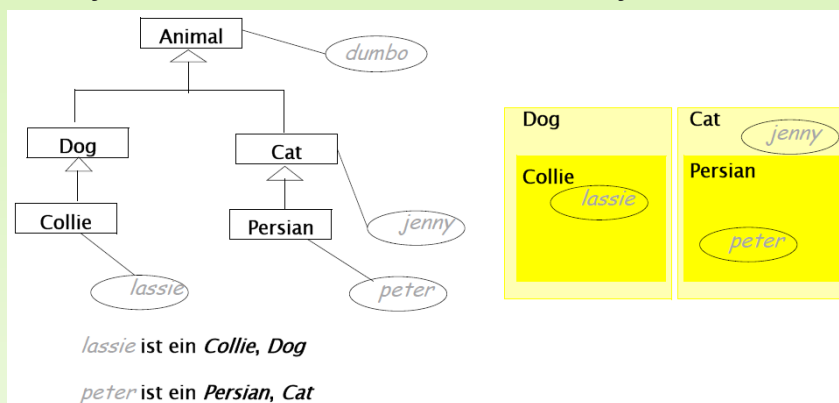 Animal
dumbo
Dog
Cat
Collie
Persian
jenny
lassie
peter
Dog
Cat
jenny
Collie
Persian
lassie
peter
lassie ist ein Collie, Dog
peter ist ein Persian, Cat